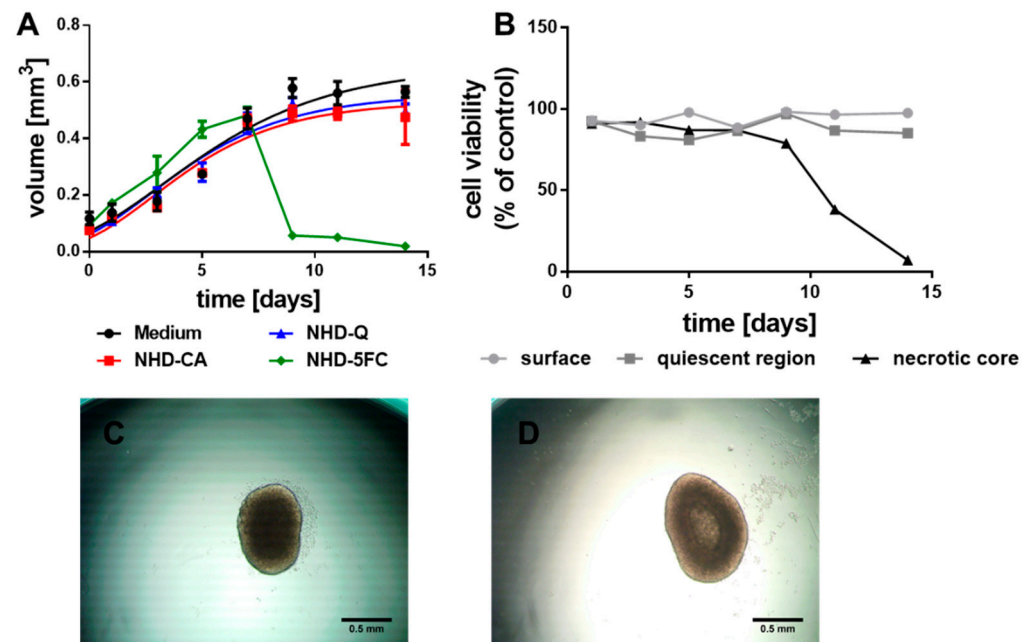 A
volume [mm³]
0.8
0.6
0.4
0.2
0.0
0
5
10
15
time [days]
Medium
NHD-Q
NHD-CA
NHD-5FC
B
cell viability
(% of control)
150
100
50
0
0
5
10
15
time [days]
surface
quiescent region
necrotic core
C
0.5 mm
D
0.5 mm